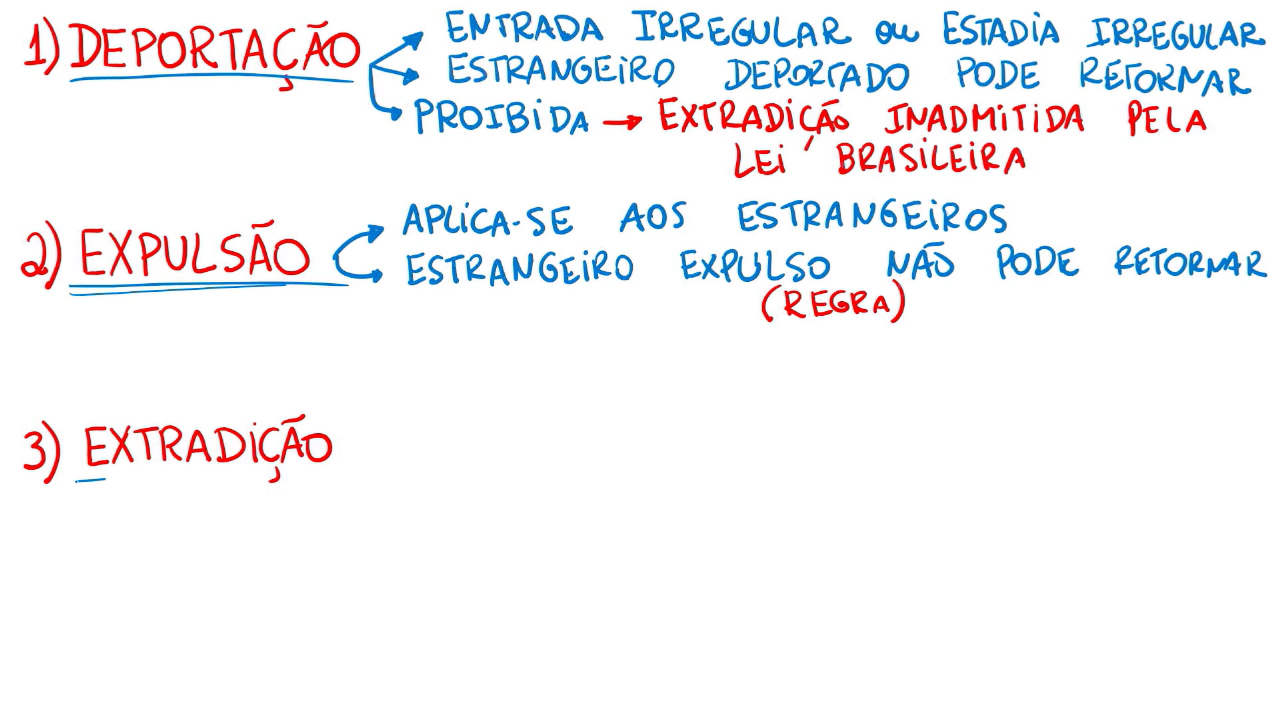 1) DEPORTAÇÃO
ENTRADA IRREGULAR ou ESTADIA IRREGULAR
ESTRANGEIRO DEPORTADO PODE RETORNAR
PROIBIDA → EXTRADIÇÃO INADMITIDA PELA
LEI BRASILEIRA
2) EXPULSÃO
APLICA-SE AOS ESTRANGEIROS
ESTRANGEIRO EXPULSO NÃO PODE RETORNAR
(REGRA)
3) EXTRADIÇÃO